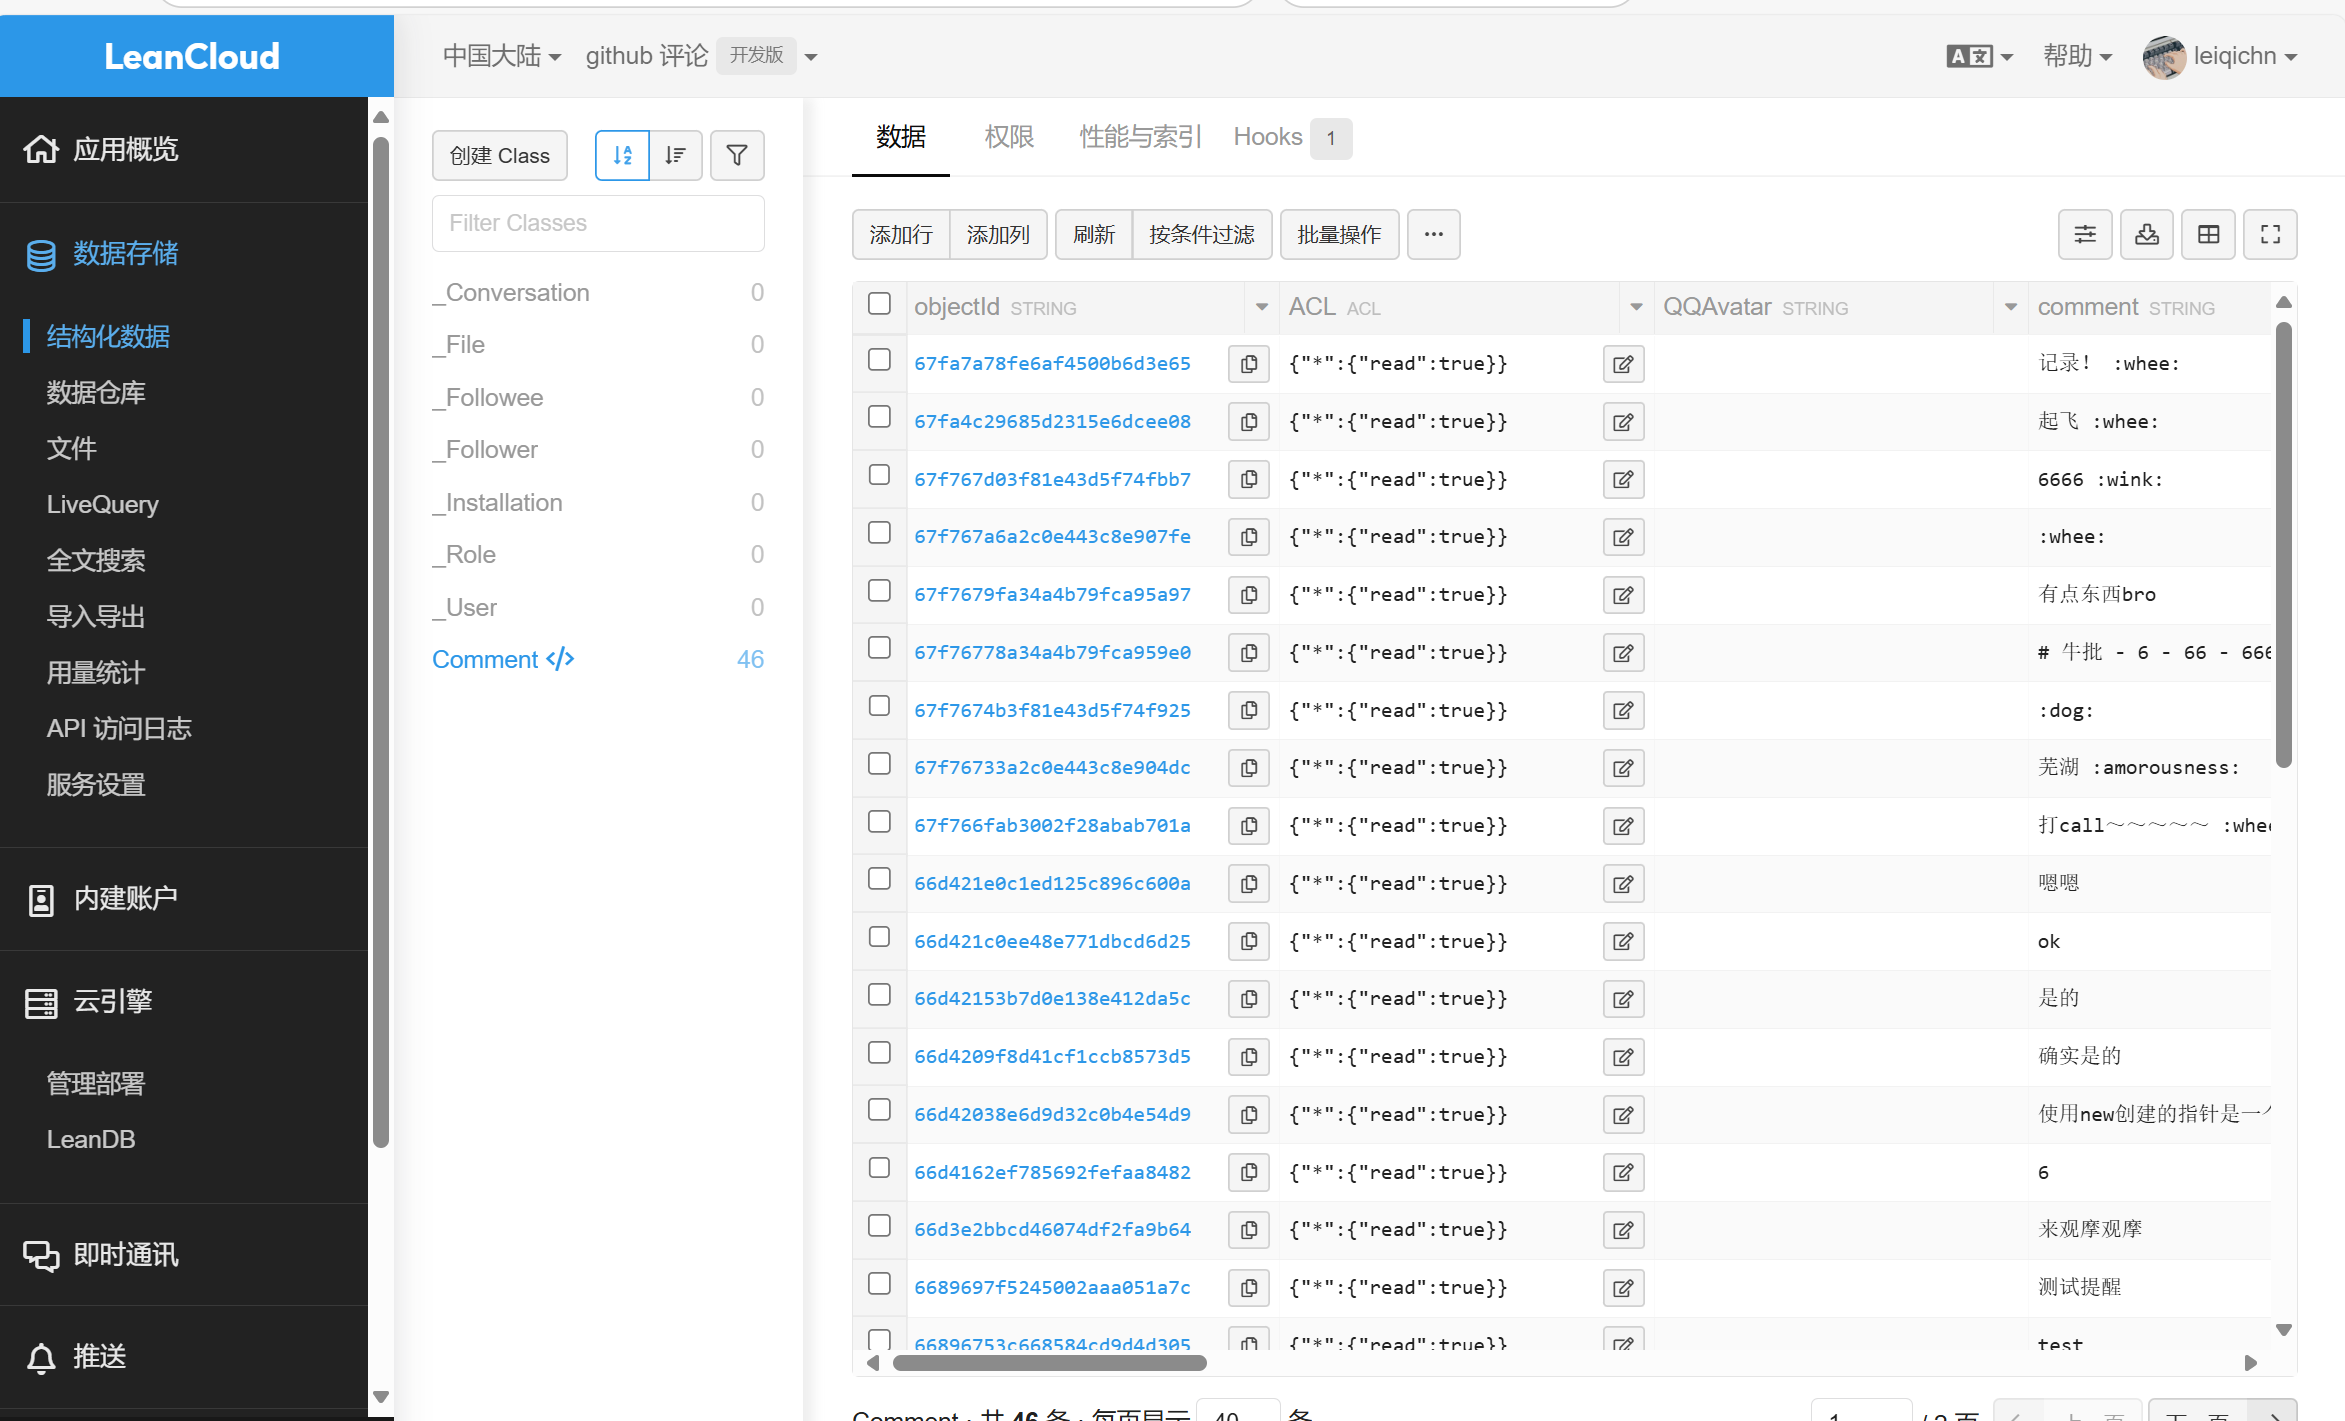 LeanCloud
中国大陆 github 评论 开发版 帮助 leiqichn
应用概览
数据存储
结构化数据
数据仓库
文件
LiveQuery
全文搜索
导入导出
用量统计
API 访问日志
服务设置
内建账户
云引擎
管理部署
LeanDB
即时通讯
推送
创建 Class
Filter Classes
_Conversation 0
_File 0
_Followee 0
_Follower 0
_Installation 0
_Role 0
_User 0
Comment </> 46
数据 权限 性能与索引 Hooks 1
添加行 添加列 刷新 按条件过滤 批量操作 ···
objectId STRING ACL ACL QQAvatar STRING comment STRING
67fa7a78fe6af4500b6d3e65 {"*":{"read":true}} 记录！ :whee:
67fa4c29685d2315e6dcee08 {"*":{"read":true}} 起飞 :whee:
67f767d03f81e43d5f74fbb7 {"*":{"read":true}} 6666 :wink:
67f767a6a2c0e443c8e907fe {"*":{"read":true}} :whee:
67f7679fa34a4b79fca95a97 {"*":{"read":true}} 有点东西bro
67f76778a34a4b79fca959e0 {"*":{"read":true}} # 牛批 - 6 - 66 - 666
67f7674b3f81e43d5f74f925 {"*":{"read":true}} :dog:
67f76733a2c0e443c8e904dc {"*":{"read":true}} 芜湖 :amorousness:
67f766fab3002f28abab701a {"*":{"read":true}} 打call～～～～～ :whee
66d421e0c1ed125c896c600a {"*":{"read":true}} 嗯嗯
66d421c0ee48e771dbcd6d25 {"*":{"read":true}} ok
66d42153b7d0e138e412da5c {"*":{"read":true}} 是的
66d4209f8d41cf1ccb8573d5 {"*":{"read":true}} 确实是的
66d42038e6d9d32c0b4e54d9 {"*":{"read":true}} 使用new创建的指针是一
66d4162ef785692fefaa8482 {"*":{"read":true}} 6
66d3e2bbcd46074df2fa9b64 {"*":{"read":true}} 来观摩观摩
6689697f5245002aaa051a7c {"*":{"read":true}} 测试提醒
66896753c668584cd9d4d305 {"*":{"read":true}} test
Comment · 共 46 条 · 每页显示 40 条 1 / 2 页 上一页 下一页